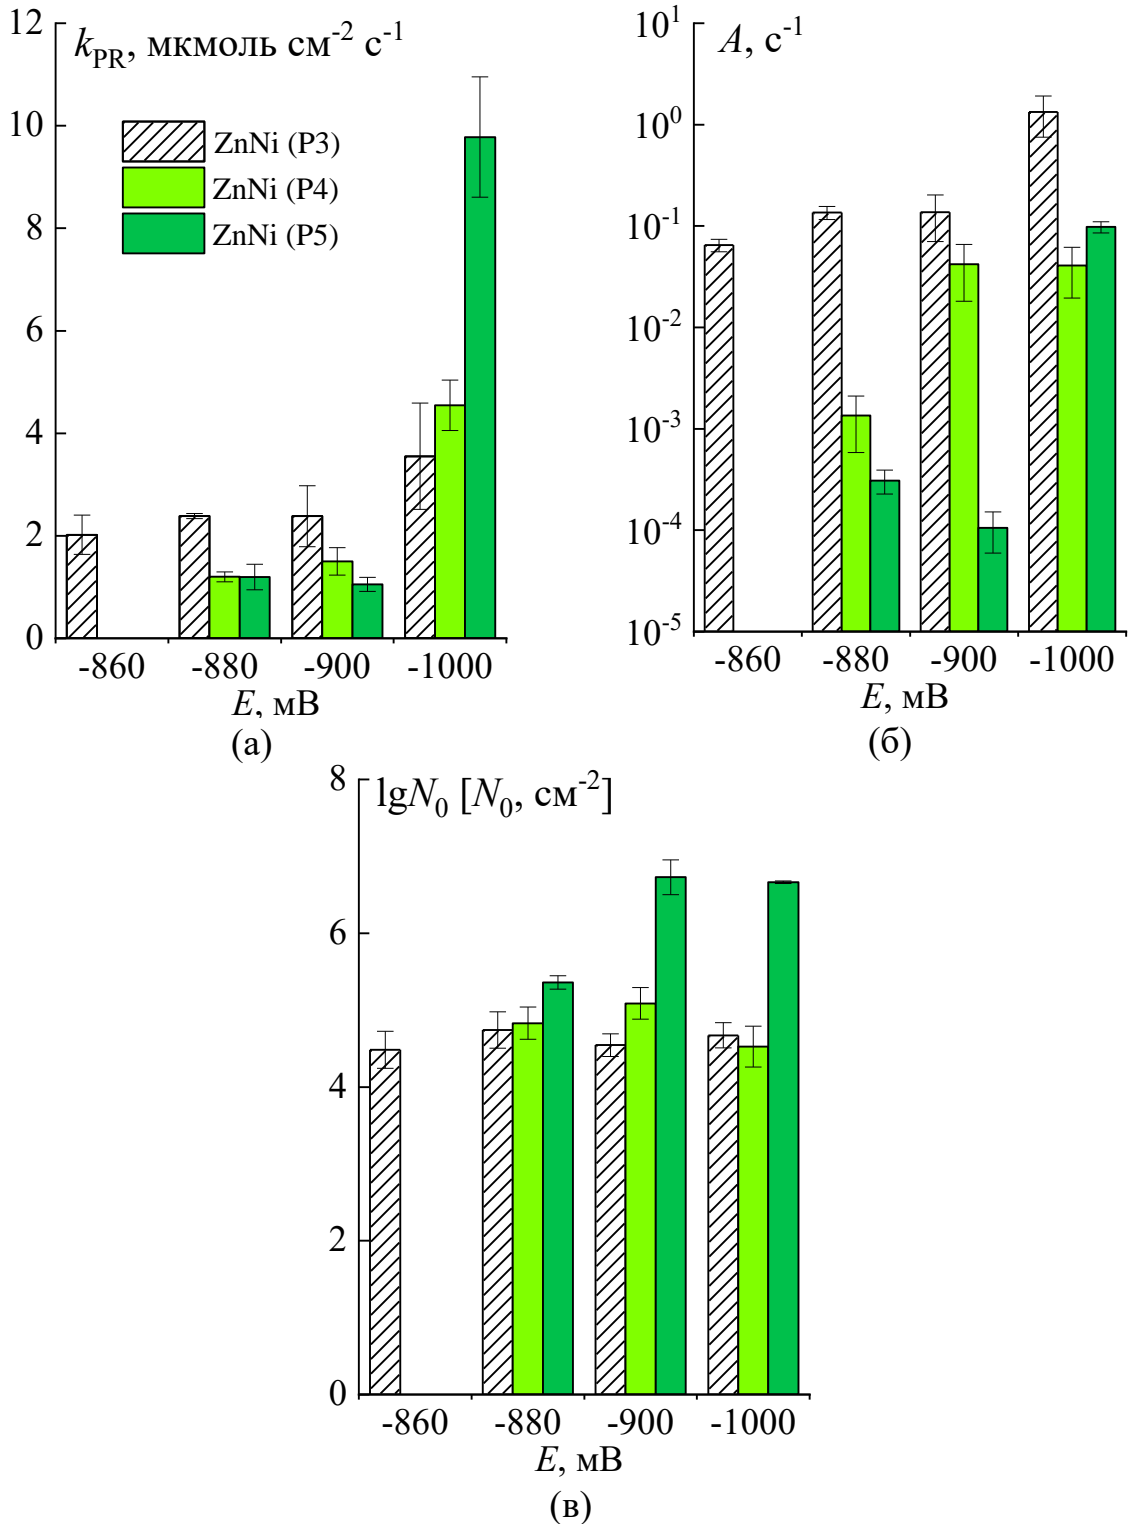 k_PR, мкмоль см^-2 с^-1
12
10
8
6
4
2
0
ZnNi (P3)
ZnNi (P4)
ZnNi (P5)
-860 -880 -900 -1000
E, мВ
(а)
A, с^-1
10^1
10^0
10^-1
10^-2
10^-3
10^-4
10^-5
-860 -880 -900 -1000
E, мВ
(б)
lgN_0 [N_0, см^-2]
8
6
4
2
0
-860 -880 -900 -1000
E, мВ
(в)